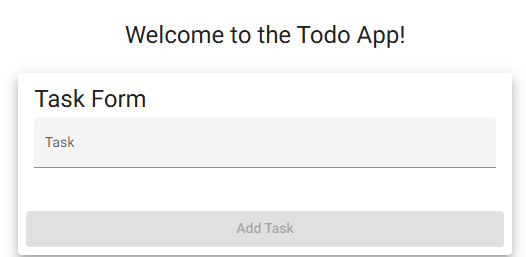 Welcome to the Todo App!
Task Form
Task
Add Task